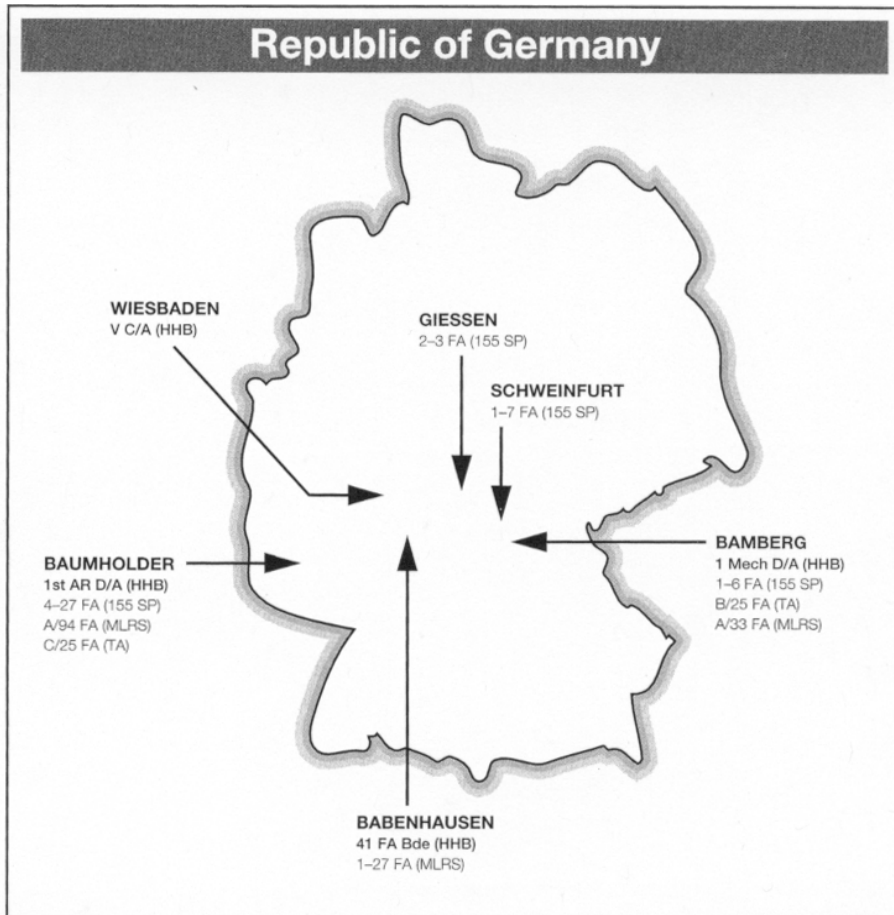 Republic of Germany
WIESBADEN
V C/A (HHB)
GIESSEN
2–3 FA (155 SP)
SCHWEINFURT
1–7 FA (155 SP)
BAUMHOLDER
1st AR D/A (HHB)
4–27 FA (155 SP)
A/94 FA (MLRS)
C/25 FA (TA)
BAMBERG
1 Mech D/A (HHB)
1–6 FA (155 SP)
B/25 FA (TA)
A/33 FA (MLRS)
BABENHAUSEN
41 FA Bde (HHB)
1–27 FA (MLRS)